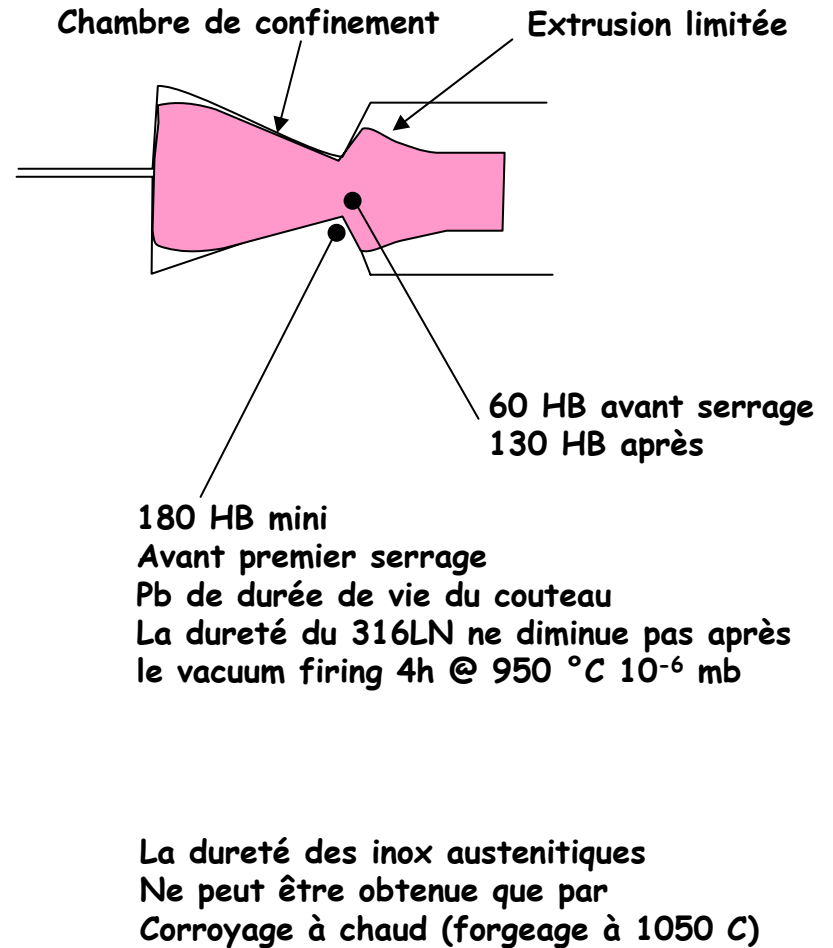 Chambre de confinement
Extrusion limitée
60 HB avant serrage
130 HB après
180 HB mini
Avant premier serrage
Pb de durée de vie du couteau
La dureté du 316LN ne diminue pas après
le vacuum firing 4h @ 950 °C 10⁻⁶ mb
La dureté des inox austenitiques
Ne peut être obtenue que par
Corroyage à chaud (forgeage à 1050 C)